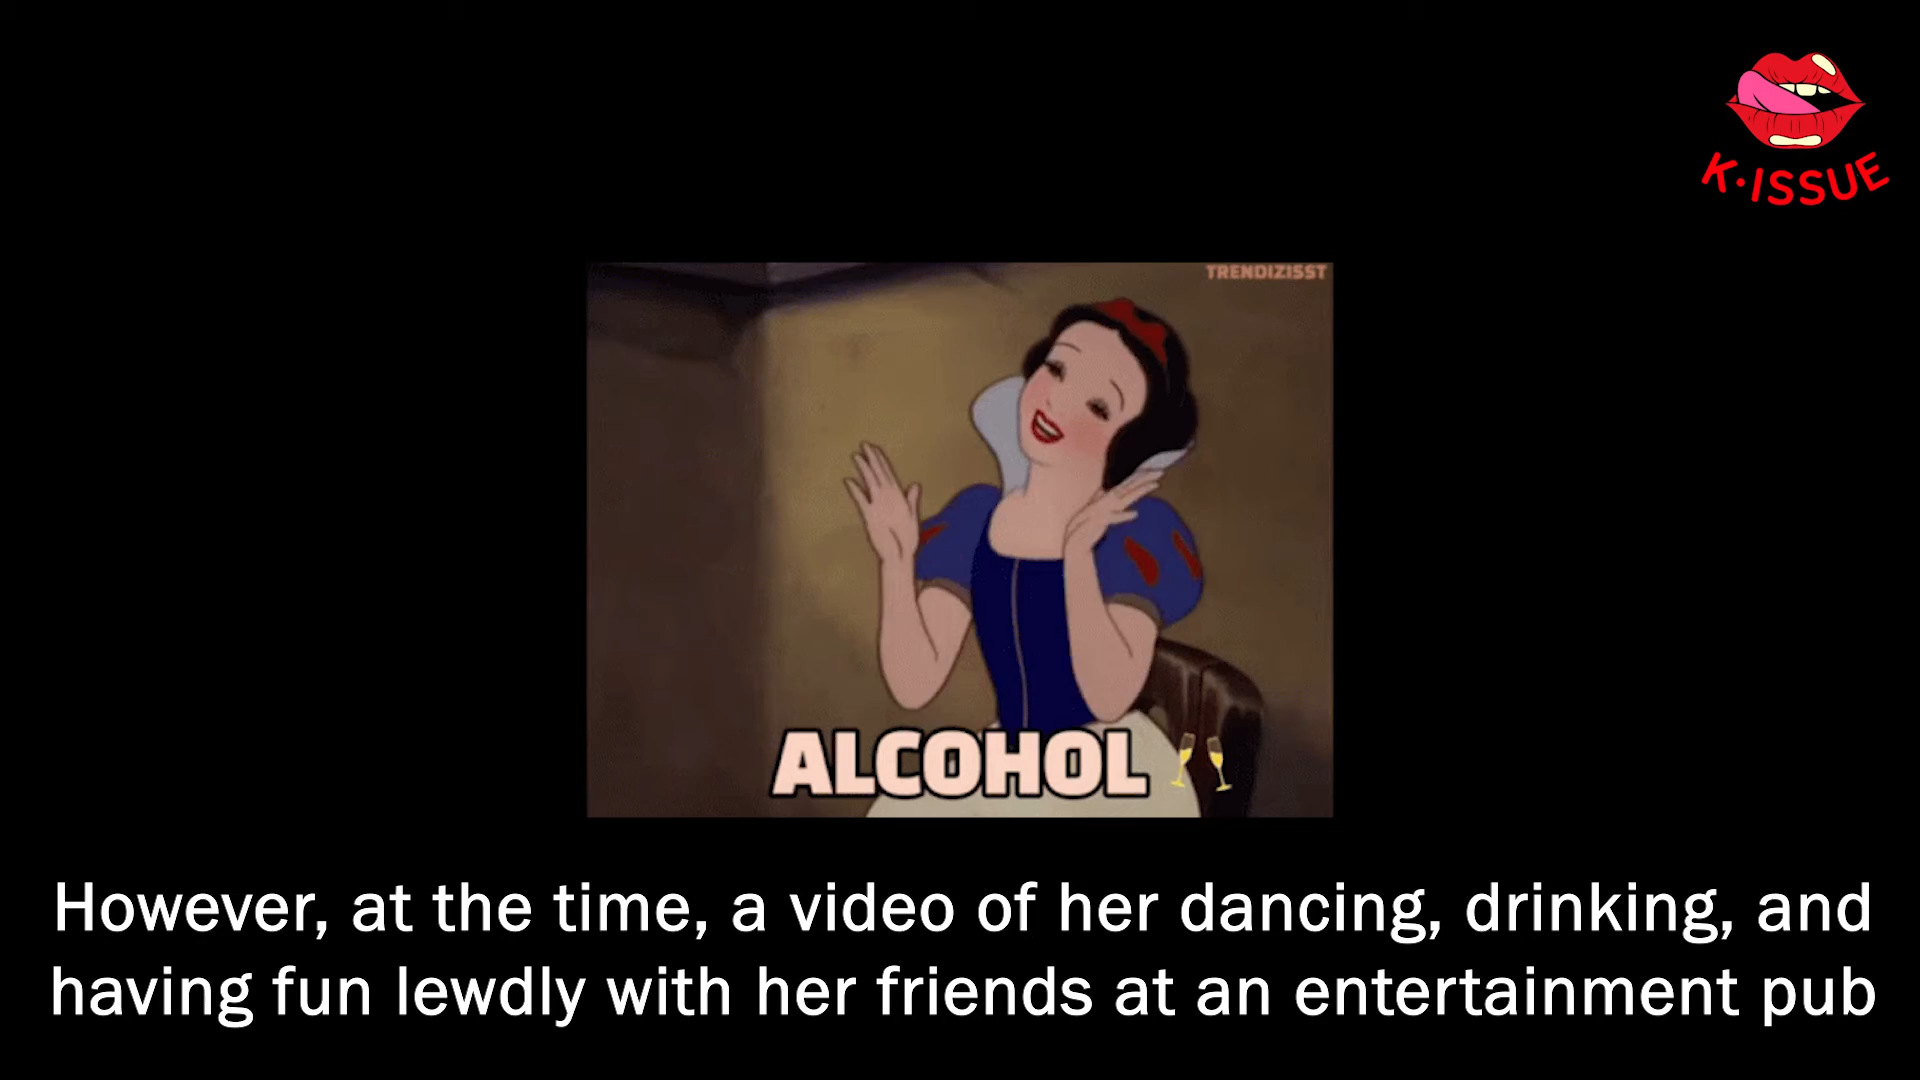 K·ISSUE
TRENDIZISST
ALCOHOL
However, at the time, a video of her dancing, drinking, and
having fun lewdly with her friends at an entertainment pub